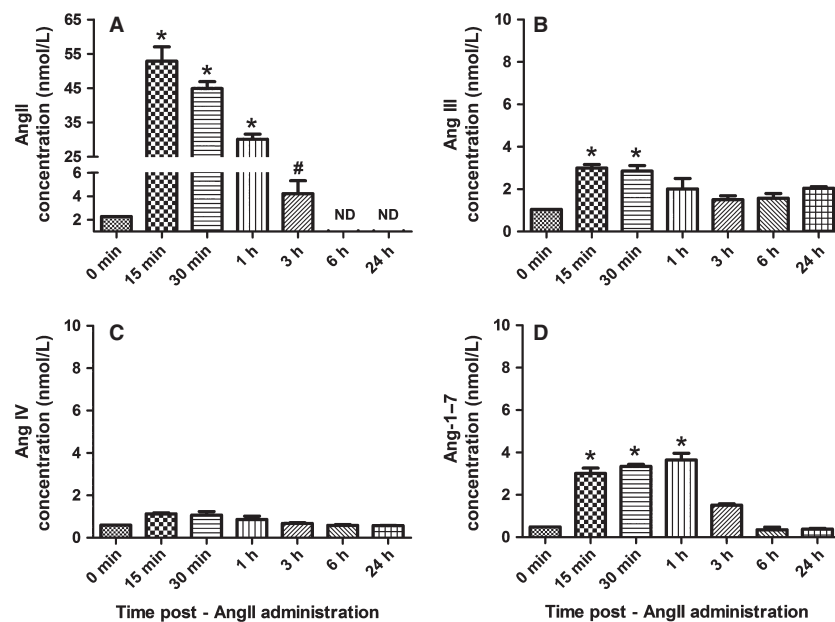 A
AngII
concentration (nmol/L)
65
55
45
35
25
6
4
2
*
*
*
#
ND
ND
0 min
15 min
30 min
1 h
3 h
6 h
24 h
B
Ang III
concentration (nmol/L)
10
8
6
4
2
0
*
*
0 min
15 min
30 min
1 h
3 h
6 h
24 h
C
Ang IV
concentration (nmol/L)
10
8
6
4
2
0
0 min
15 min
30 min
1 h
3 h
6 h
24 h
Time post - AngII administration
D
Ang-1–7
concentration (nmol/L)
10
8
6
4
2
0
*
*
*
0 min
15 min
30 min
1 h
3 h
6 h
24 h
Time post - AngII administration